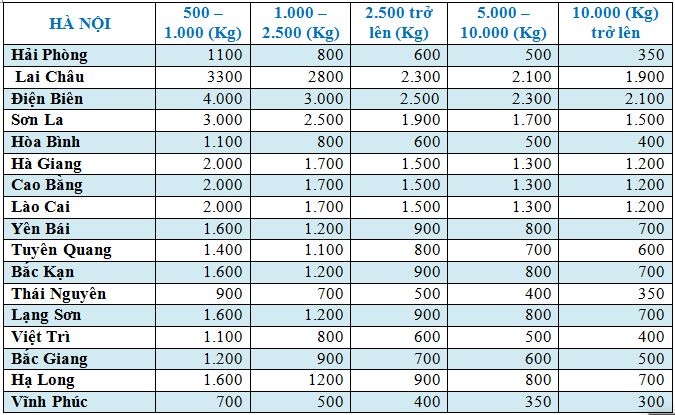 HÀ NỘI 500 – 1.000 (Kg) 1.000 – 2.500 (Kg) 2.500 trở lên (Kg) 5.000 – 10.000 (Kg) 10.000 (Kg) trở lên
Hải Phòng 1100 800 600 500 350
Lai Châu 3300 2800 2.300 2.100 1.900
Điện Biên 4.000 3.000 2.500 2.300 2.100
Sơn La 3.000 2.500 1.900 1.700 1.500
Hòa Bình 1.100 800 600 500 400
Hà Giang 2.000 1.700 1.500 1.300 1.200
Cao Bằng 2.000 1.700 1.500 1.300 1.200
Lào Cai 2.000 1.700 1.500 1.300 1.200
Yên Bái 1.600 1.200 900 800 700
Tuyên Quang 1.400 1.100 800 700 600
Bắc Kạn 1.600 1.200 900 800 700
Thái Nguyên 900 700 500 400 350
Lạng Sơn 1.600 1.200 900 800 700
Việt Trì 1.100 800 600 500 400
Bắc Giang 1.200 900 700 600 500
Hạ Long 1.600 1200 900 800 700
Vĩnh Phúc 700 500 400 350 300